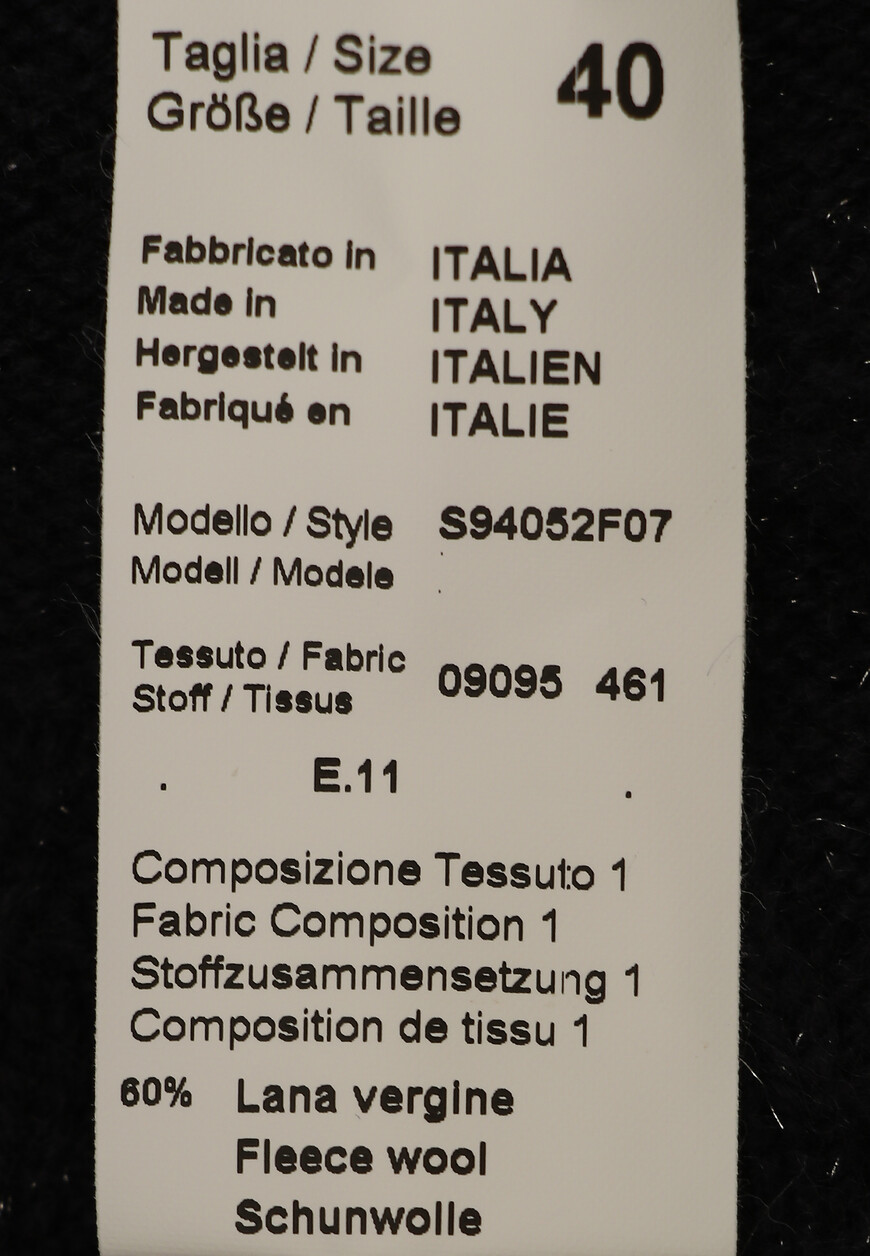 Taglia / Size 40
Größe / Taille
Fabbricato in ITALIA
Made in ITALY
Hergestelt in ITALIEN
Fabriqué en ITALIE
Modello / Style S94052F07
Modell / Modele
Tessuto / Fabric 09095 461
Stoff / Tissus
. E.11 .
Composizione Tessuto 1
Fabric Composition 1
Stoffzusammensetzung 1
Composition de tissu 1
60% Lana vergine
Fleece wool
Schunwolle